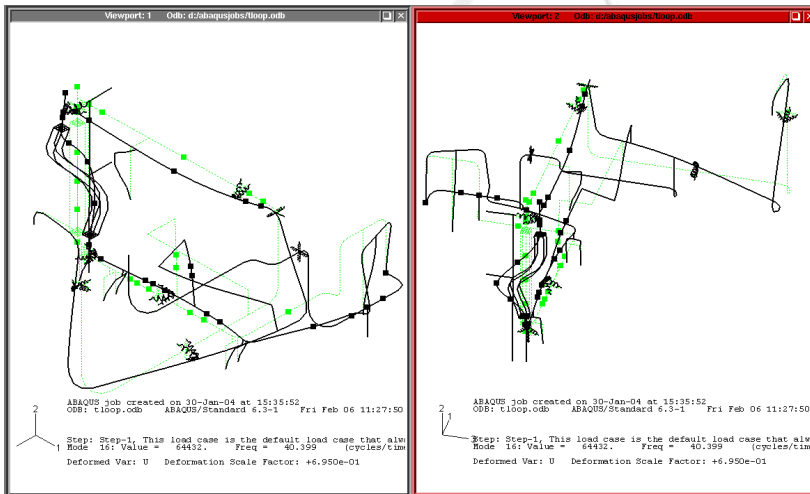 Viewport: 1 Odb: d:/abaqusjobs/tloop.odb
2
1
ABAQUS job created on 30-Jan-04 at 15:35:52
ODB: tloop.odb ABAQUS/Standard 6.3-1 Fri Feb 06 11:27:50
Step: Step-1, This load case is the default load case that alw
Mode 16: Value = 64432. Freq = 40.399 (cycles/time
Deformed Var: U Deformation Scale Factor: +6.950e-01
Viewport: 2 Odb: d:/abaqusjobs/tloop.odb
2
1
3
ABAQUS job created on 30-Jan-04 at 15:35:52
ODB: tloop.odb ABAQUS/Standard 6.3-1 Fri Feb 06 11:27:50
Step: Step-1, This load case is the default load case that alw
Mode 16: Value = 64432. Freq = 40.399 (cycles/time
Deformed Var: U Deformation Scale Factor: +6.950e-01